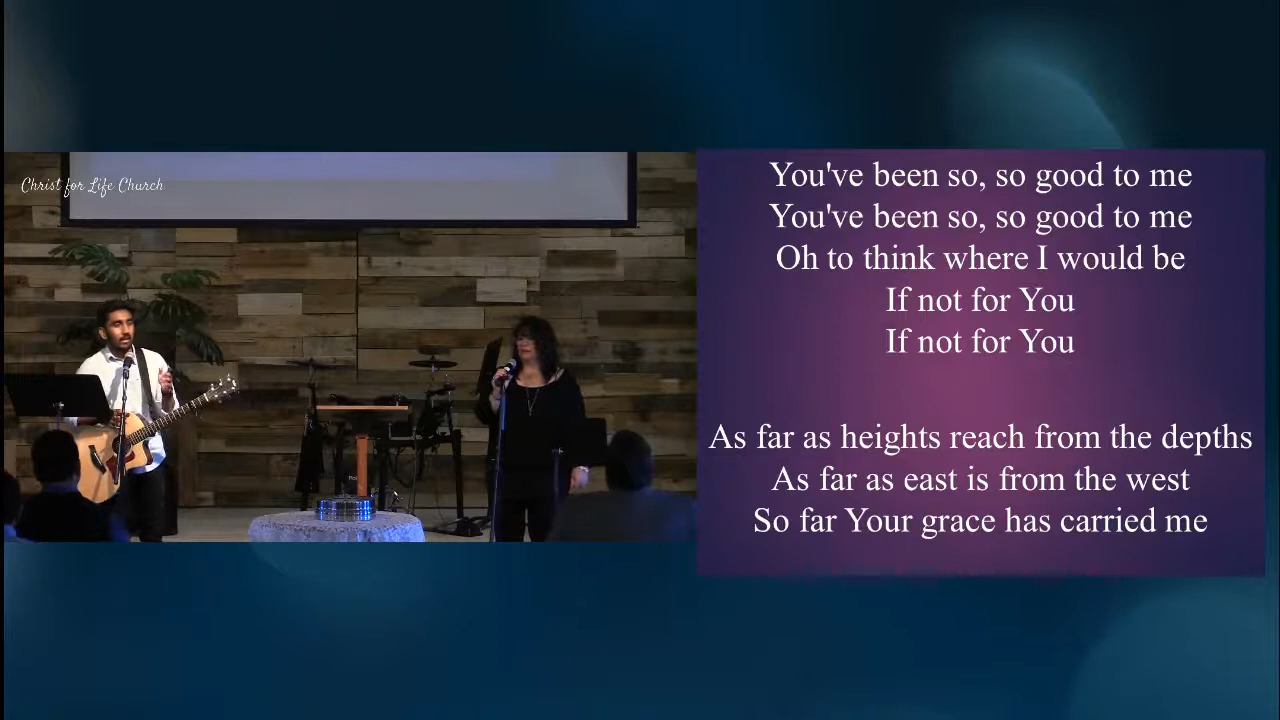 Christ for Life Church
You've been so, so good to me
You've been so, so good to me
Oh to think where I would be
If not for You
If not for You
As far as heights reach from the depths
As far as east is from the west
So far Your grace has carried me